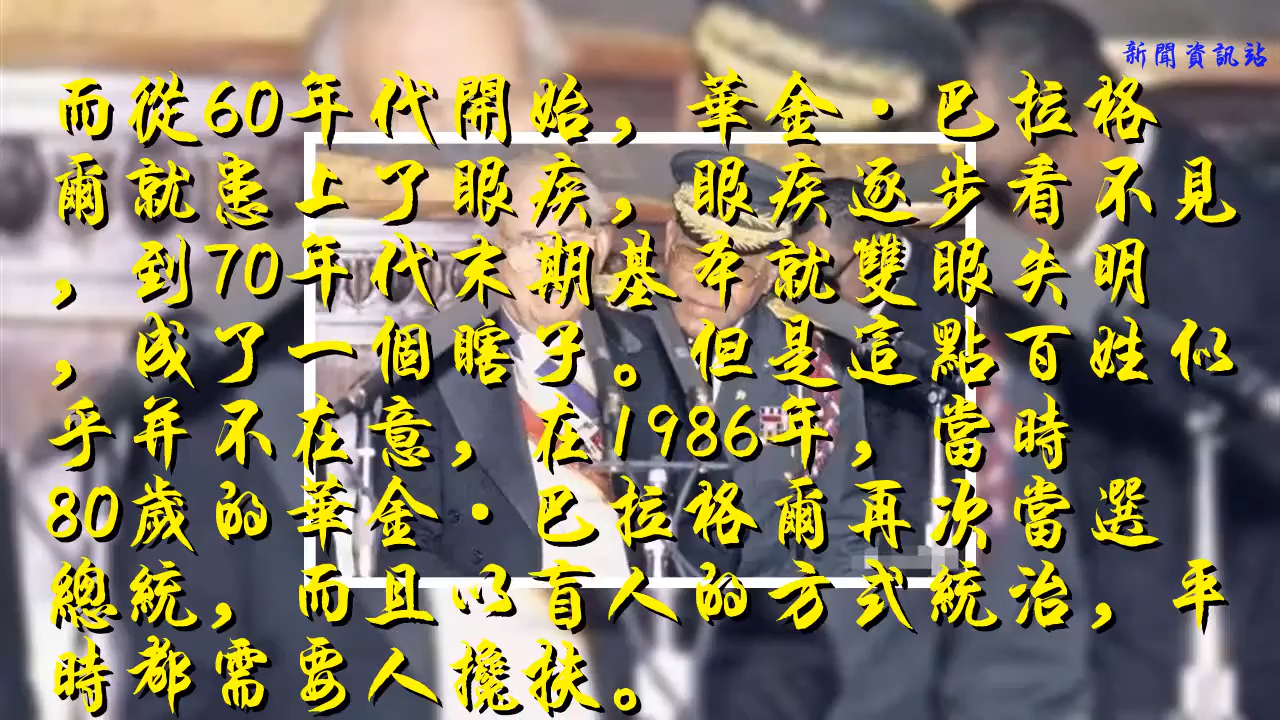 新聞資訊站
而從60年代開始，華金·巴拉格
爾就患上了眼疾，眼疾逐步看不見
，到70年代末期基本就雙眼失明
，成了一個瞎子。但是這點百姓似
乎并不在意，在1986年，當時
80歲的華金·巴拉格爾再次當選
總統，而且以盲人的方式統治，平
時都需要人攙扶。